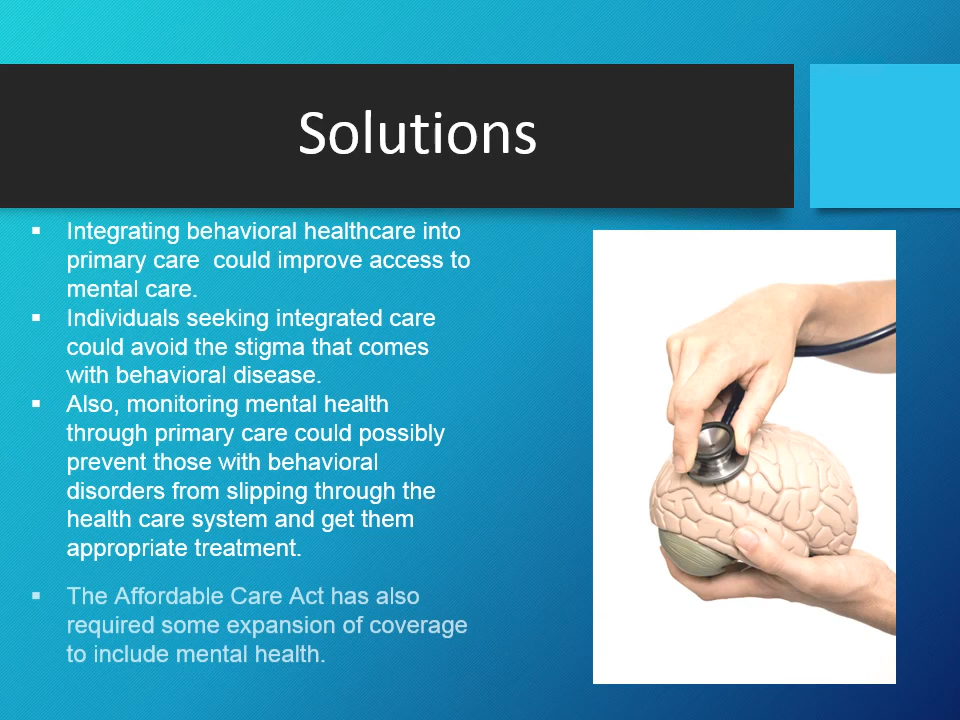 Solutions
▪ Integrating behavioral healthcare into
primary care  could improve access to
mental care.
▪ Individuals seeking integrated care
could avoid the stigma that comes
with behavioral disease.
▪ Also, monitoring mental health
through primary care could possibly
prevent those with behavioral
disorders from slipping through the
health care system and get them
appropriate treatment.
▪ The Affordable Care Act has also
required some expansion of coverage
to include mental health.